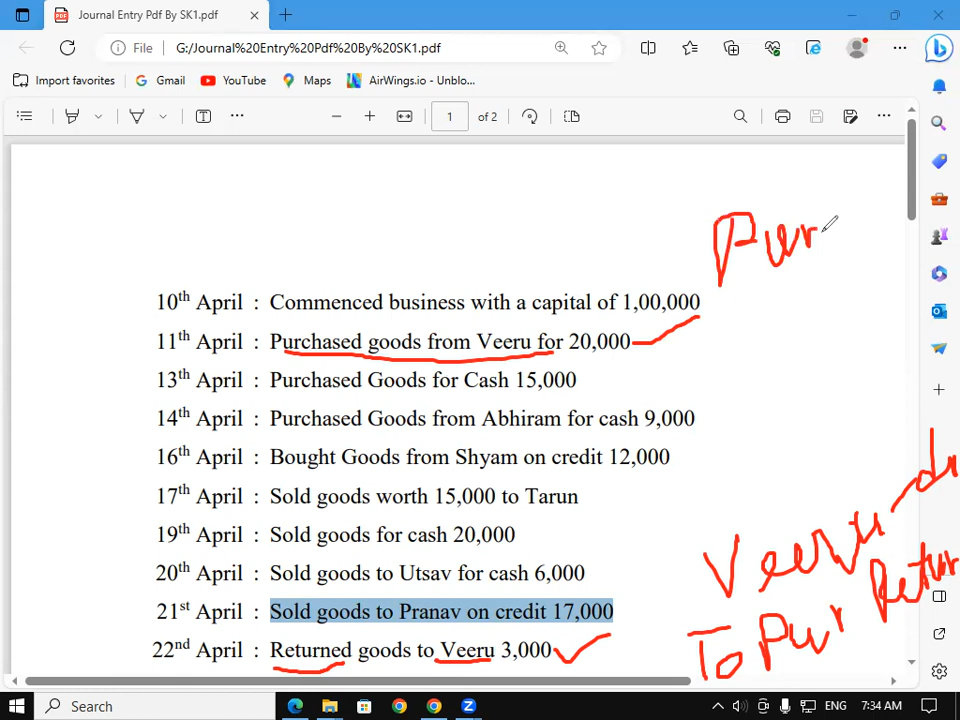 Journal Entry Pdf By SK1.pdf
File G:/Journal%20Entry%20Pdf%20By%20SK1.pdf
Import favorites Gmail YouTube Maps AirWings.io - Unblo...
1 of 2
Pur
10th April : Commenced business with a capital of 1,00,000
11th April : Purchased goods from Veeru for 20,000
13th April : Purchased Goods for Cash 15,000
14th April : Purchased Goods from Abhiram for cash 9,000
16th April : Bought Goods from Shyam on credit 12,000
17th April : Sold goods worth 15,000 to Tarun
19th April : Sold goods for cash 20,000
20th April : Sold goods to Utsav for cash 6,000
21st April : Sold goods to Pranav on credit 17,000
22nd April : Returned goods to Veeru 3,000
Veeru dr
To Pur Retur
Search
ENG 7:34 AM